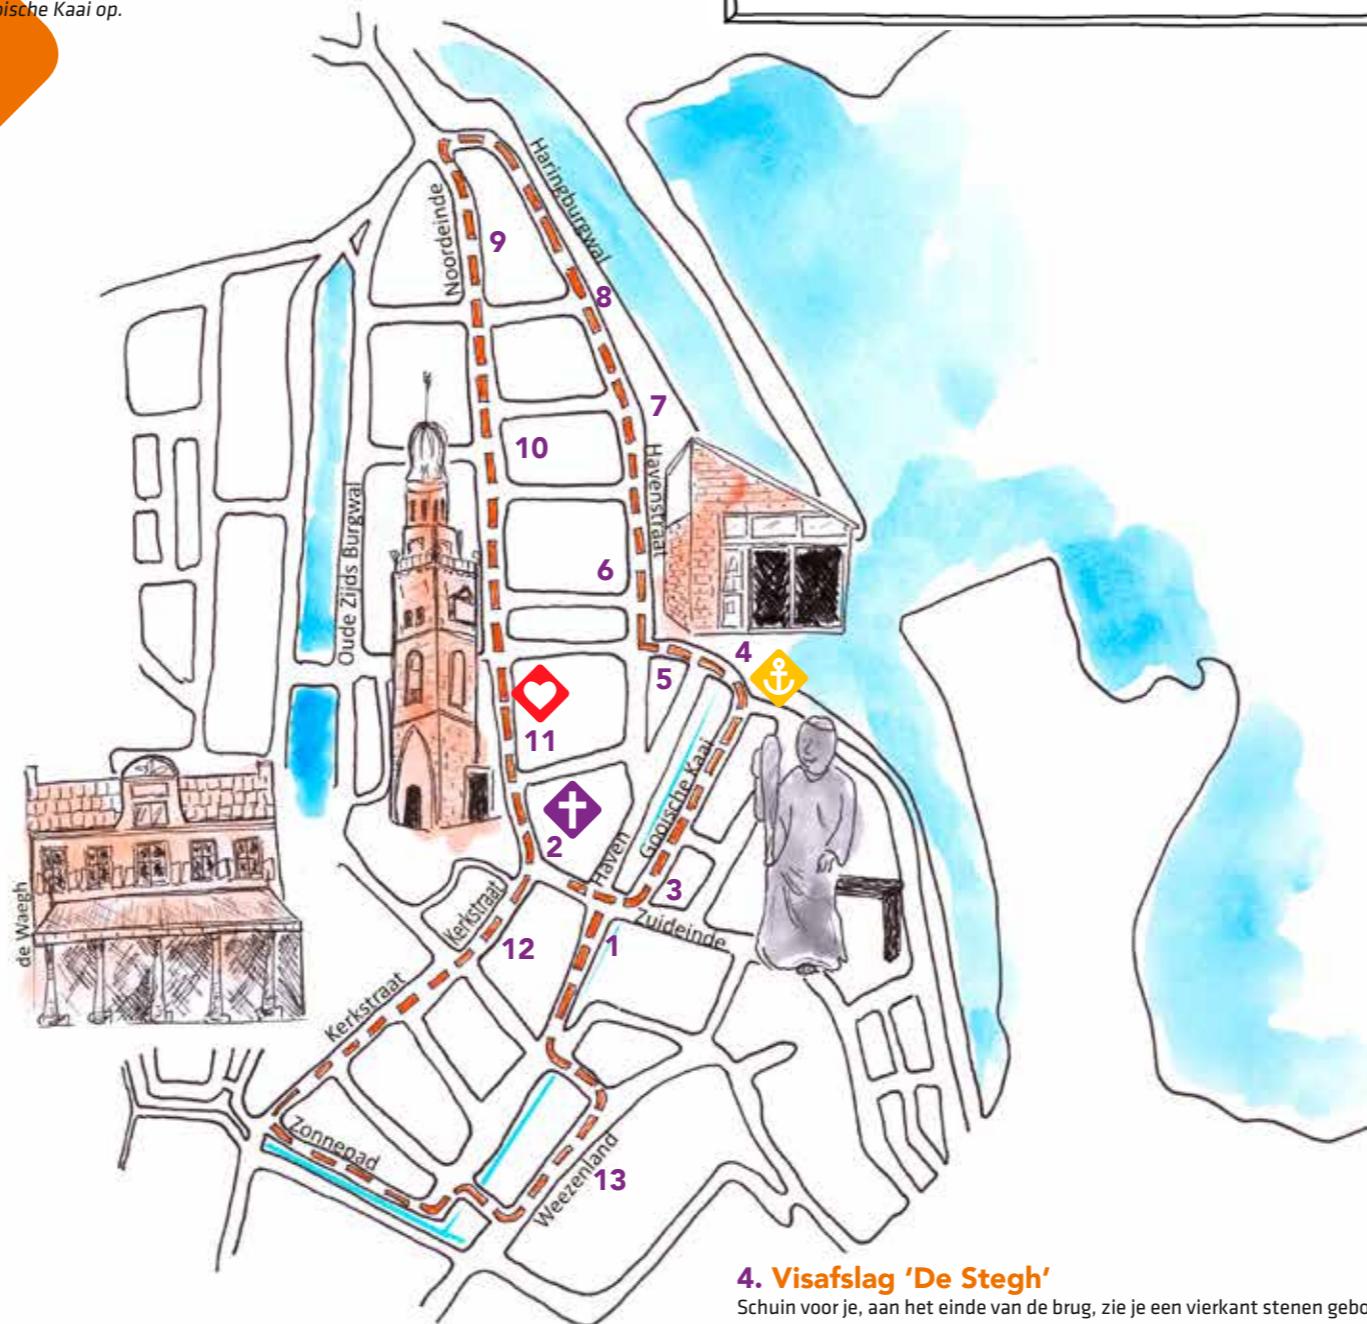 oische Kaai op.
Haringburgwal
Noordeinde
9
8
7
10
Havenstraat
Oude Zijds Burgwal
6
4
5
11
Gooische Kaai
2
Haven
3
de Waegh
Kerkstraat
Zuideinde
12
1
Kerkstraat
Zonnepad
Weezenland
13
4. Visafslag ‘De Stegh’
Schuin voor je, aan het einde van de brug, zie je een vierkant stenen gebo